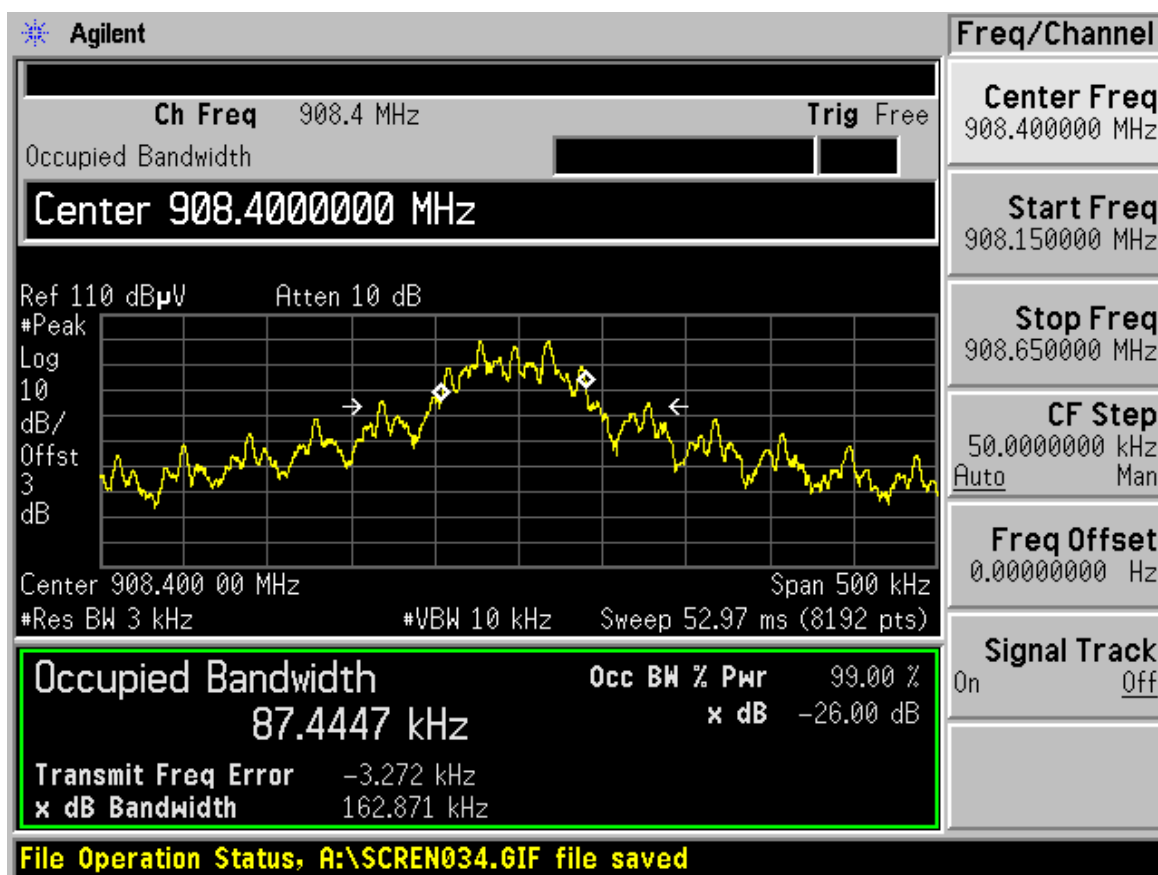 Agilent
Freq/Channel
Ch Freq 908.4 MHz Trig Free
Occupied Bandwidth
Center 908.4000000 MHz
Ref 110 dBµV Atten 10 dB
#Peak
Log
10
dB/
Offst
3
dB
Center 908.400 00 MHz Span 500 kHz
#Res BW 3 kHz #VBW 10 kHz Sweep 52.97 ms (8192 pts)
Occupied Bandwidth Occ BW % Pwr 99.00 %
87.4447 kHz x dB -26.00 dB
Transmit Freq Error -3.272 kHz
x dB Bandwidth 162.871 kHz
Center Freq
908.400000 MHz
Start Freq
908.150000 MHz
Stop Freq
908.650000 MHz
CF Step
50.0000000 kHz
Auto Man
Freq Offset
0.00000000 Hz
Signal Track
On Off
File Operation Status, A:\SCREN034.GIF file saved